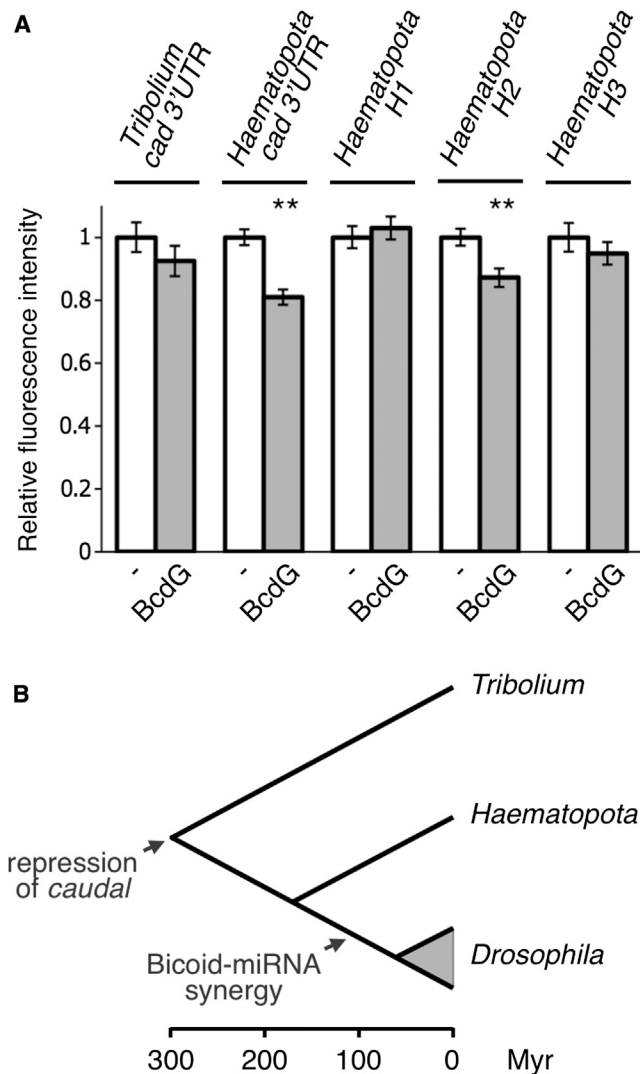 A
Tribolium
cad 3'UTR
Haematopota
cad 3'UTR
Haematopota
H1
Haematopota
H2
Haematopota
H3
** **
Relative fluorescence intensity
1
0.8
0.6
0.4
0.2
0
- BcdG - BcdG - BcdG - BcdG - BcdG
B
Tribolium
Haematopota
repression
of caudal
Drosophila
Bicoid-miRNA
synergy
300 200 100 0 Myr